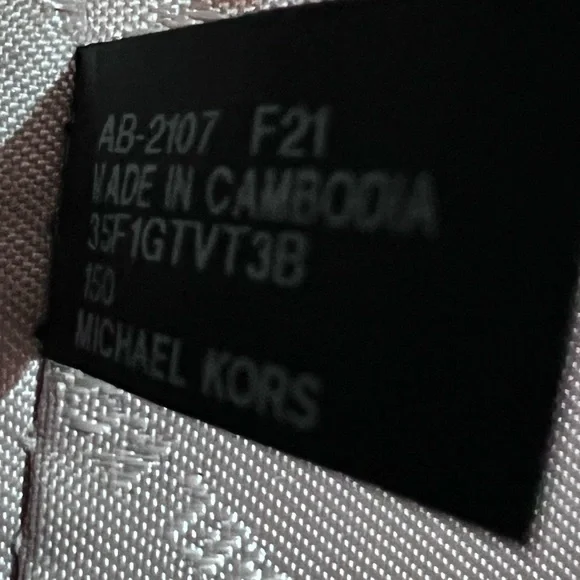 AB-2107 F21
MADE IN CAMBODIA
35F1GTVT3B
150
MICHAEL KORS